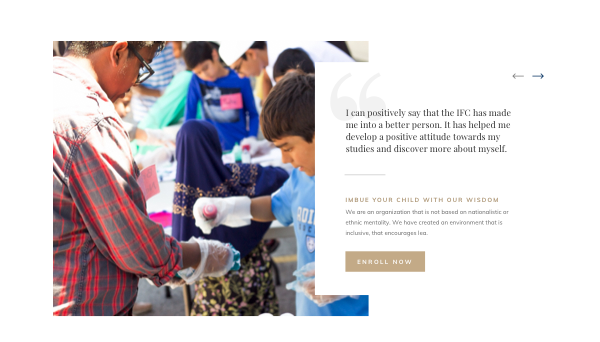 I can positively say that the IFC has made
me into a better person. It has helped me
develop a positive attitude towards my
studies and discover more about myself.
IMBUE YOUR CHILD WITH OUR WISDOM
We are an organization that is not based on nationalistic or
ethnic mentality. We have created an environment that is
inclusive, that encourages isa.
ENROLL NOW